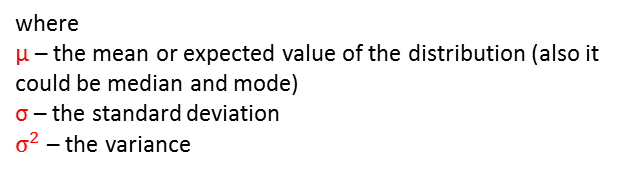 where
μ – the mean or expected value of the distribution (also it
could be median and mode)
σ – the standard deviation
σ² – the variance